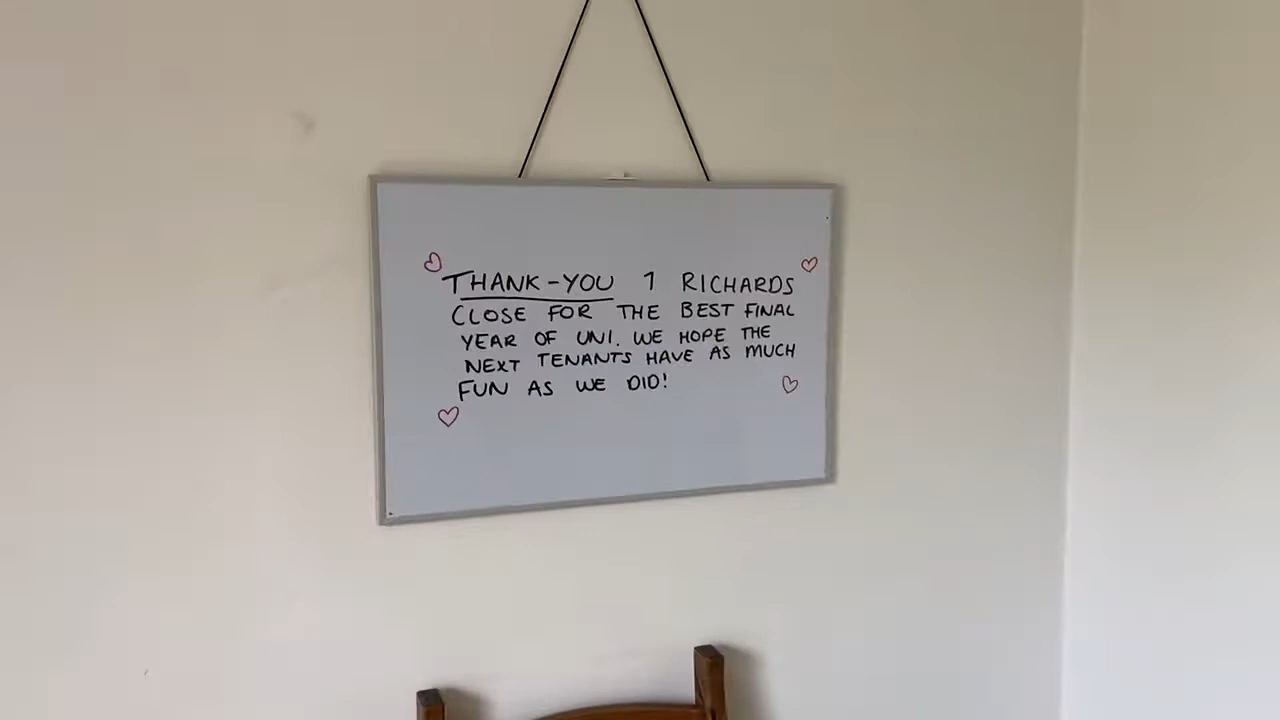 THANK-YOU 1 RICHARDS
CLOSE FOR THE BEST FINAL
YEAR OF UNI. WE HOPE THE
NEXT TENANTS HAVE AS MUCH
FUN AS WE DID!